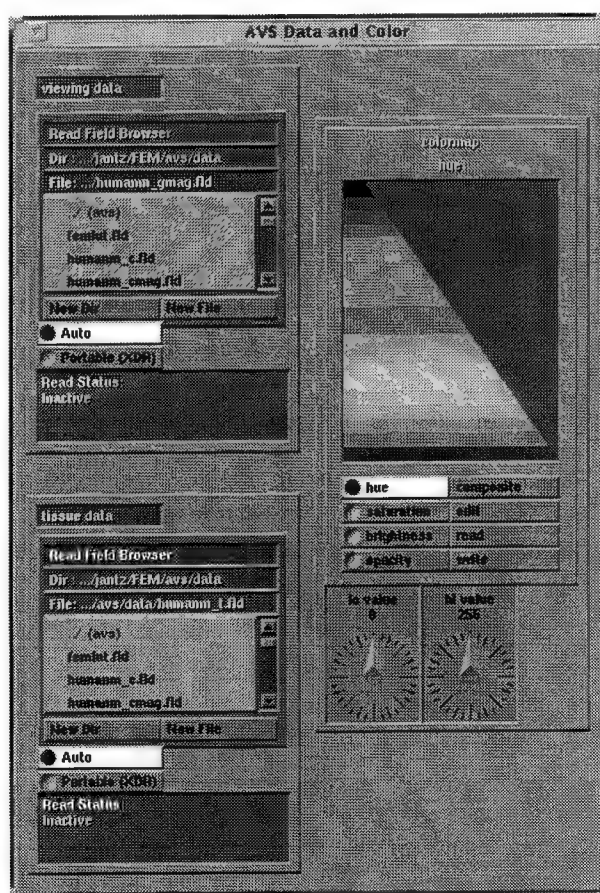 AVS Data and Color
viewing data
Read Field Browser
Dir : .../jantz/FEM/avs/data
File: .../humanm_gmag.fld
../ (avs)
femint.fld
humanm_c.fld
humanm_cmag.fld
New Dir New File
Auto
Portable (XDR)
Read Status:
Inactive
tissue data
Read Field Browser
Dir : .../jantz/FEM/avs/data
File: .../avs/data/humanm_t.fld
../ (avs)
femint.fld
humanm_c.fld
humanm_cmag.fld
New Dir New File
Auto
Portable (XDR)
Read Status
Inactive
colormap
hue
hue composite
saturation edit
brightness read
opacity write
lo value hi value
0 256